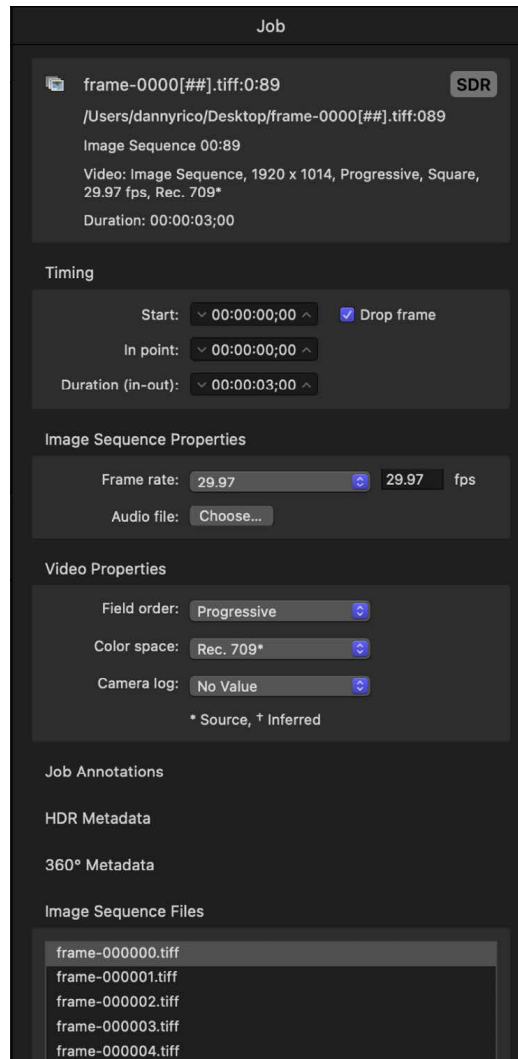 Job
frame-0000[##].tiff:0:89
SDR
/Users/dannyrico/Desktop/frame-0000[##].tiff:089
Image Sequence 00:89
Video: Image Sequence, 1920 x 1014, Progressive, Square,
29.97 fps, Rec. 709*
Duration: 00:00:03;00
Timing
Start: 00:00:00;00 Drop frame
In point: 00:00:00;00
Duration (in-out): 00:00:03;00
Image Sequence Properties
Frame rate: 29.97 29.97 fps
Audio file: Choose...
Video Properties
Field order: Progressive
Color space: Rec. 709*
Camera log: No Value
* Source, † Inferred
Job Annotations
HDR Metadata
360° Metadata
Image Sequence Files
frame-000000.tiff
frame-000001.tiff
frame-000002.tiff
frame-000003.tiff
frame-000004.tiff